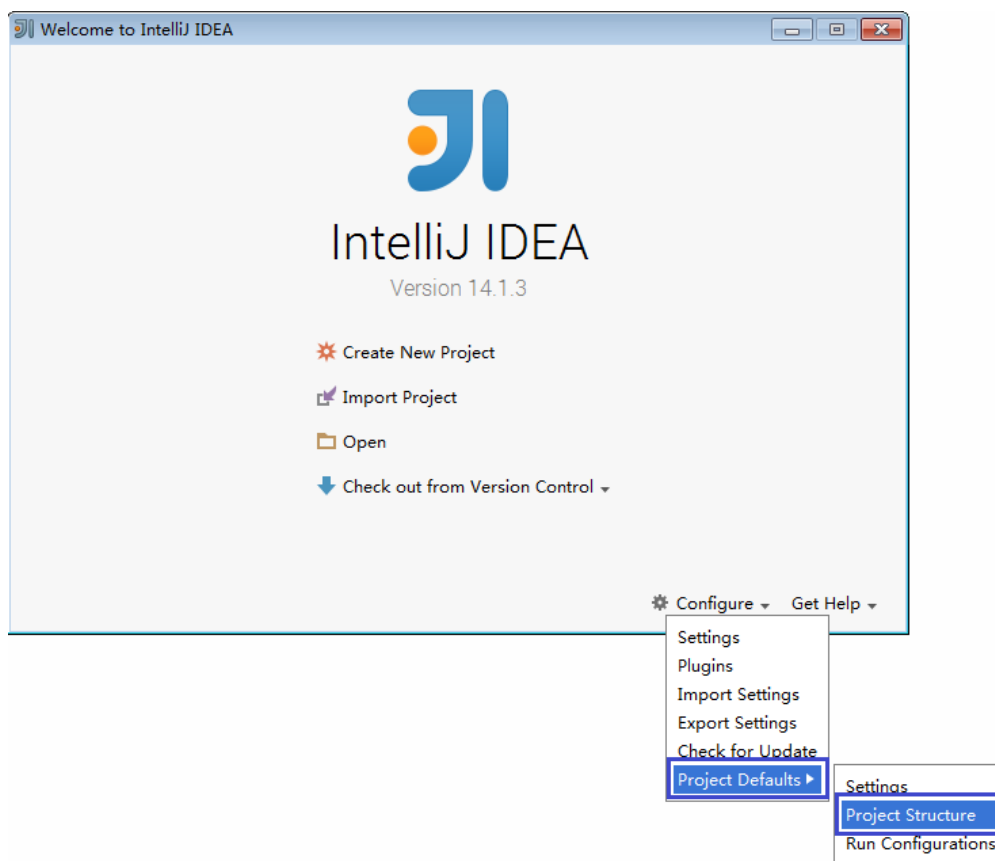 Welcome to IntelliJ IDEA
IntelliJ IDEA
Version 14.1.3
Create New Project
Import Project
Open
Check out from Version Control
Configure
Get Help
Settings
Plugins
Import Settings
Export Settings
Check for Update
Project Defaults
Settings
Project Structure
Run Configurations